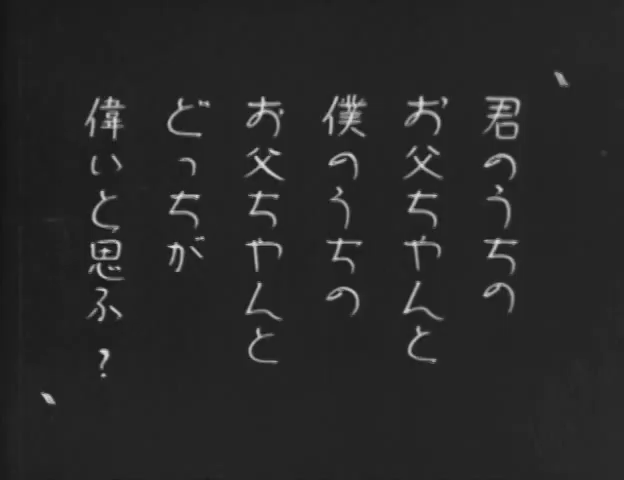 君のうちの
お父ちやんと
僕のうちの
お父ちやんと
どっちが
偉いと思ふ?